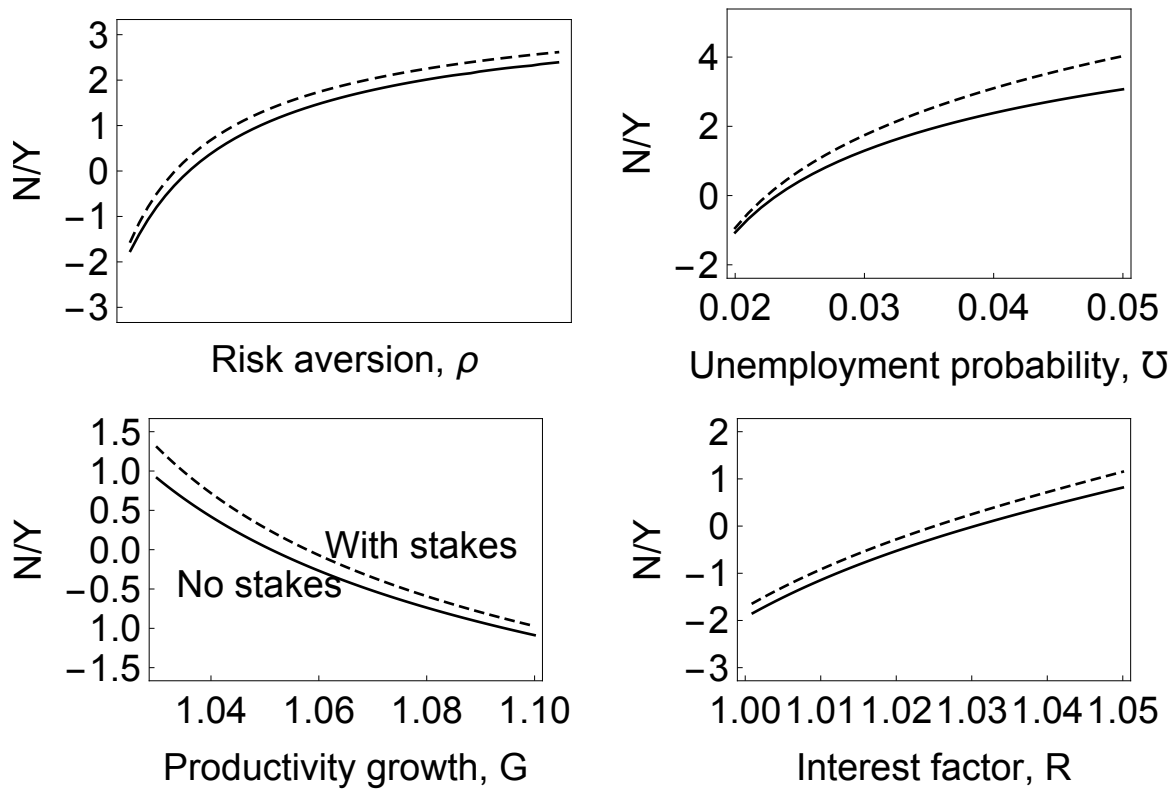 3
2
1
0
−1
−2
−3
N/Y
Risk aversion, ρ
4
2
0
−2
N/Y
0.02 0.03 0.04 0.05
Unemployment probability, ℧
1.5
1.0
0.5
0.0
−0.5
1.0
−1.5
N/Y
With stakes
No stakes
1.04 1.06 1.08 1.10
Productivity growth, G
2
1
0
−1
−2
−3
N/Y
1.00 1.01 1.02 1.03 1.04 1.05
Interest factor, R